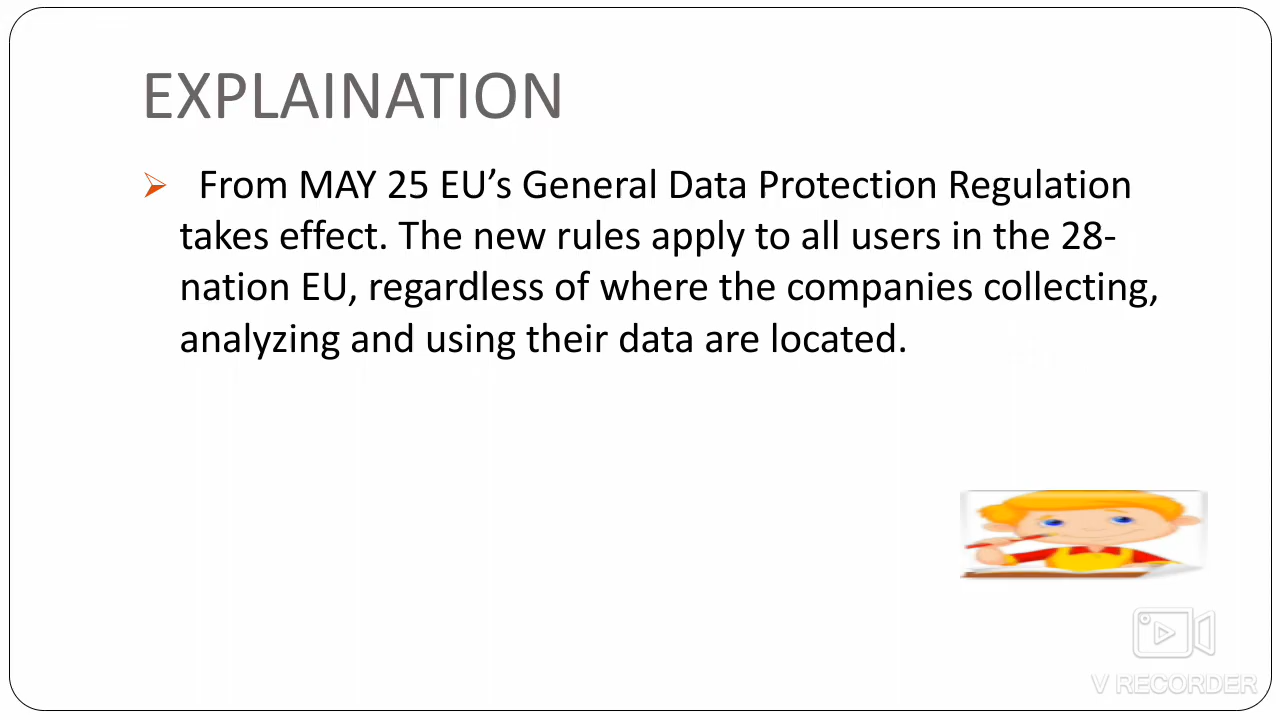 EXPLAINATION
From MAY 25 EU’s General Data Protection Regulation
takes effect. The new rules apply to all users in the 28-
nation EU, regardless of where the companies collecting,
analyzing and using their data are located.
V RECORDER